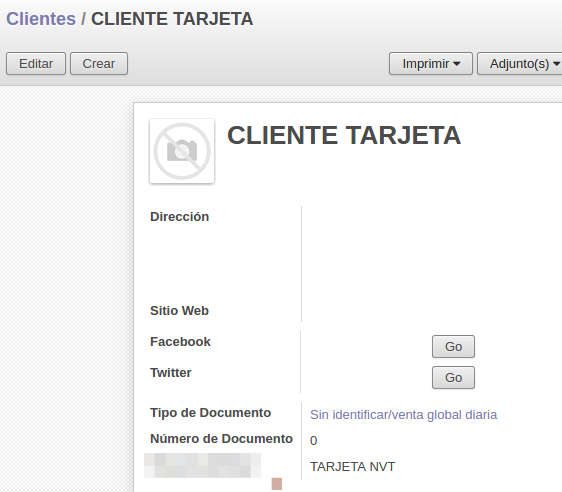 Clientes / CLIENTE TARJETA
Editar Crear Imprimir Adjunto(s)
CLIENTE TARJETA
Dirección
Sitio Web
Facebook Go
Twitter Go
Tipo de Documento Sin identificar/venta global diaria
Número de Documento 0
TARJETA NVT